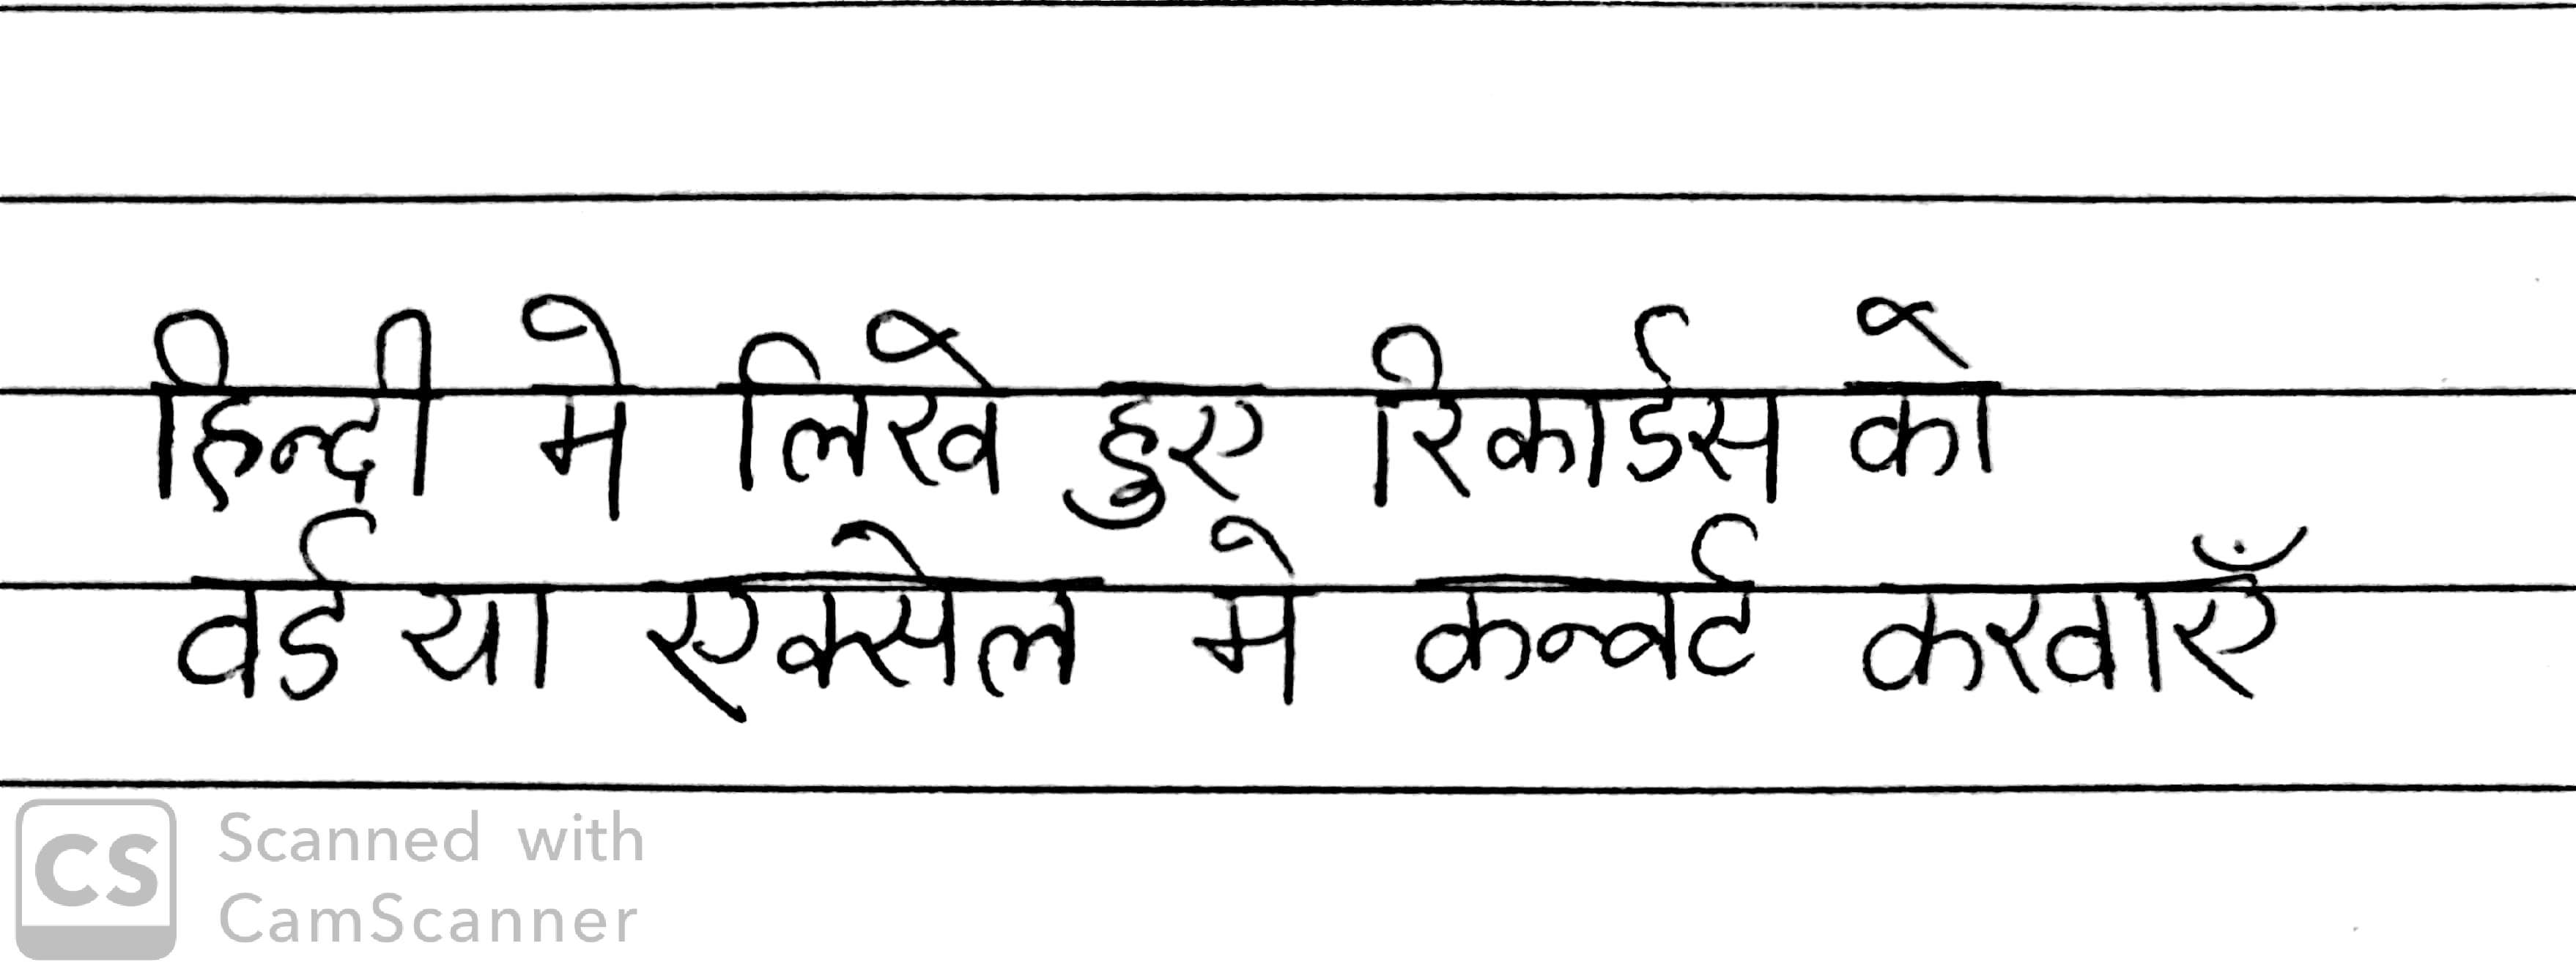 हिन्दी मे लिखे हुए रिकार्डस को
वर्ड या एक्सेल मे कन्वर्ट करवाएँ
CS Scanned with
CamScanner